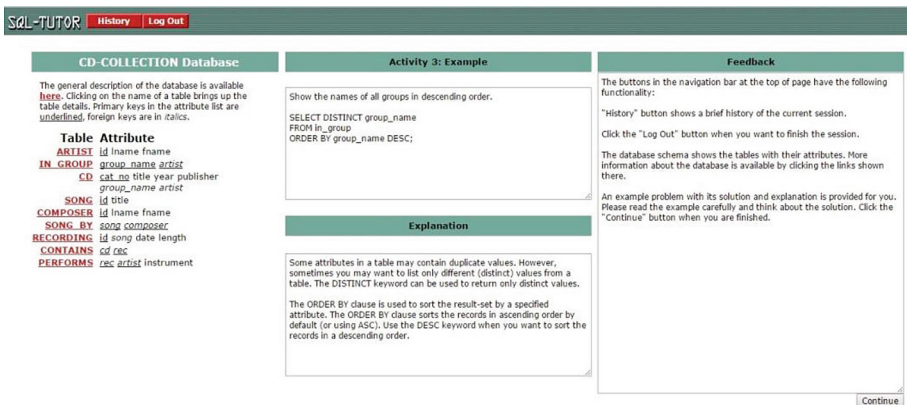 SQL-TUTOR History Log Out
CD-COLLECTION Database
The general description of the database is available
here. Clicking on the name of a table brings up the
table details. Primary keys in the attribute list are
underlined, foreign keys are in italics.
Table Attribute
ARTIST id lname fname
IN_GROUP group_name artist
CD cat_no title year publisher
group_name artist
SONG id title
COMPOSER id lname fname
SONG_BY song composer
RECORDING id song date length
CONTAINS cd rec
PERFORMS rec artist instrument
Activity 3: Example
Show the names of all groups in descending order.
SELECT DISTINCT group_name
FROM in_group
ORDER BY group_name DESC;
Explanation
Some attributes in a table may contain duplicate values. However,
sometimes you may want to list only different (distinct) values from a
table. The DISTINCT keyword can be used to return only distinct values.
The ORDER BY clause is used to sort the result-set by a specified
attribute. The ORDER BY clause sorts the records in ascending order by
default (or using ASC). Use the DESC keyword when you want to sort the
records in a descending order.
Feedback
The buttons in the navigation bar at the top of page have the following
functionality:
"History" button shows a brief history of the current session.
Click the "Log Out" button when you want to finish the session.
The database schema shows the tables with their attributes. More
information about the database is available by clicking the links shown
there.
An example problem with its solution and explanation is provided for you.
Please read the example carefully and think about the solution. Click the
"Continue" button when you are finished.
Continue